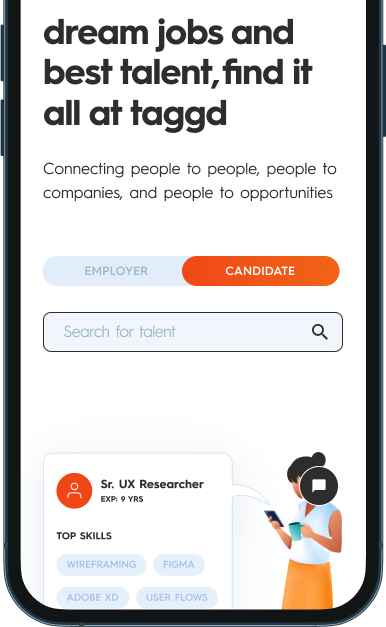 dream jobs and
best talent, find it
all at taggd
Connecting people to people, people to
companies, and people to opportunities
EMPLOYER
CANDIDATE
Search for talent
Sr. UX Researcher
EXP: 9 YRS
TOP SKILLS
WIREFRAMING
FIGMA
ADOBE XD
USER FLOWS